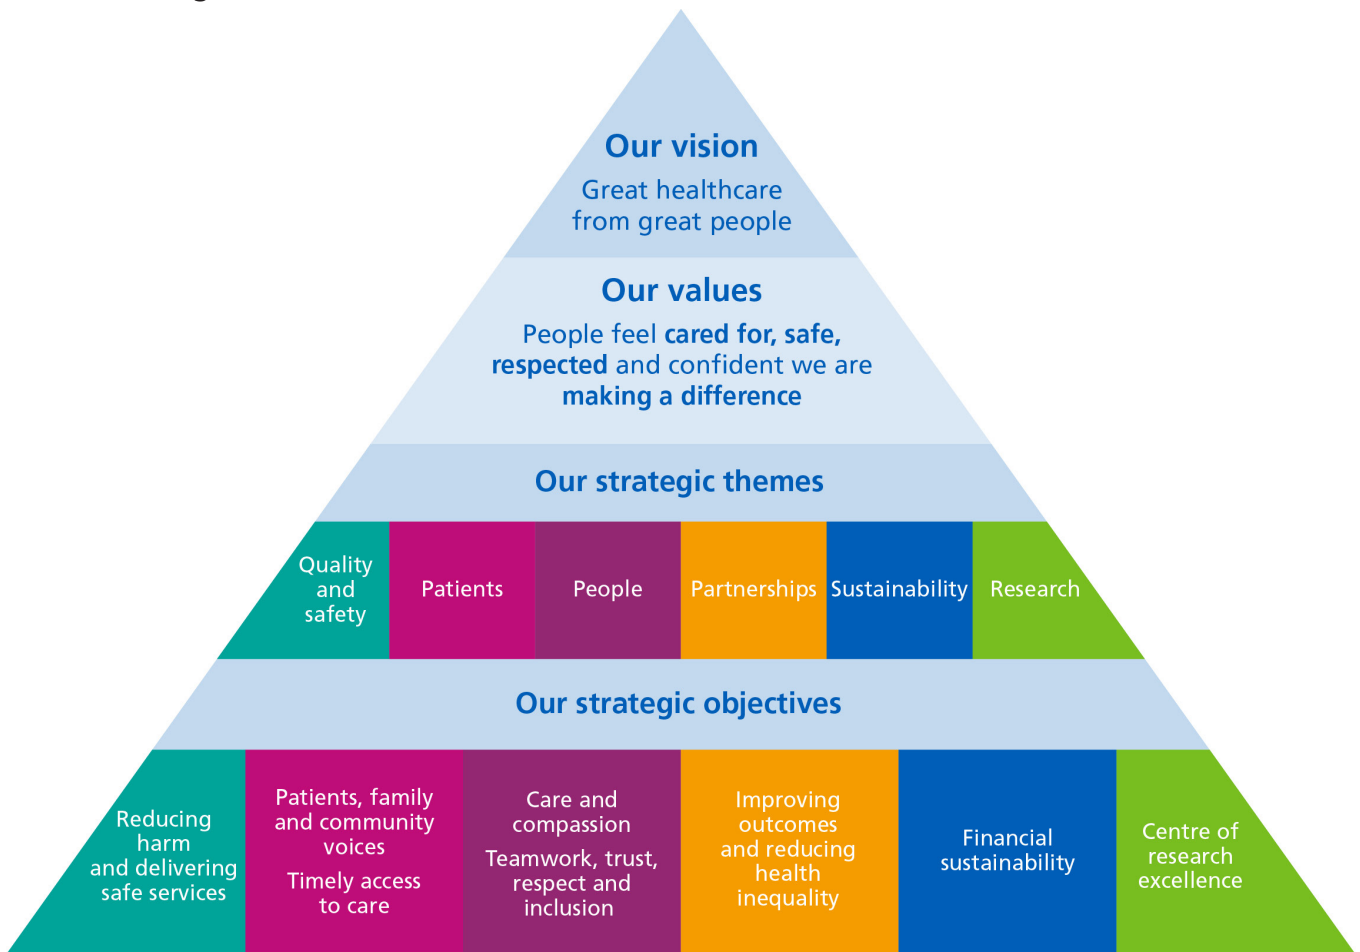 Our vision
Great healthcare
from great people
Our values
People feel cared for, safe,
respected and confident we are
making a difference
Our strategic themes
Quality
and
safety
Patients
People
Partnerships
Sustainability
Research
Our strategic objectives
Reducing
harm
and delivering
safe services
Patients, family
and community
voices
Timely access
to care
Care and
compassion
Teamwork, trust,
respect and
inclusion
Improving
outcomes
and reducing
health
inequality
Financial
sustainability
Centre of
research
excellence